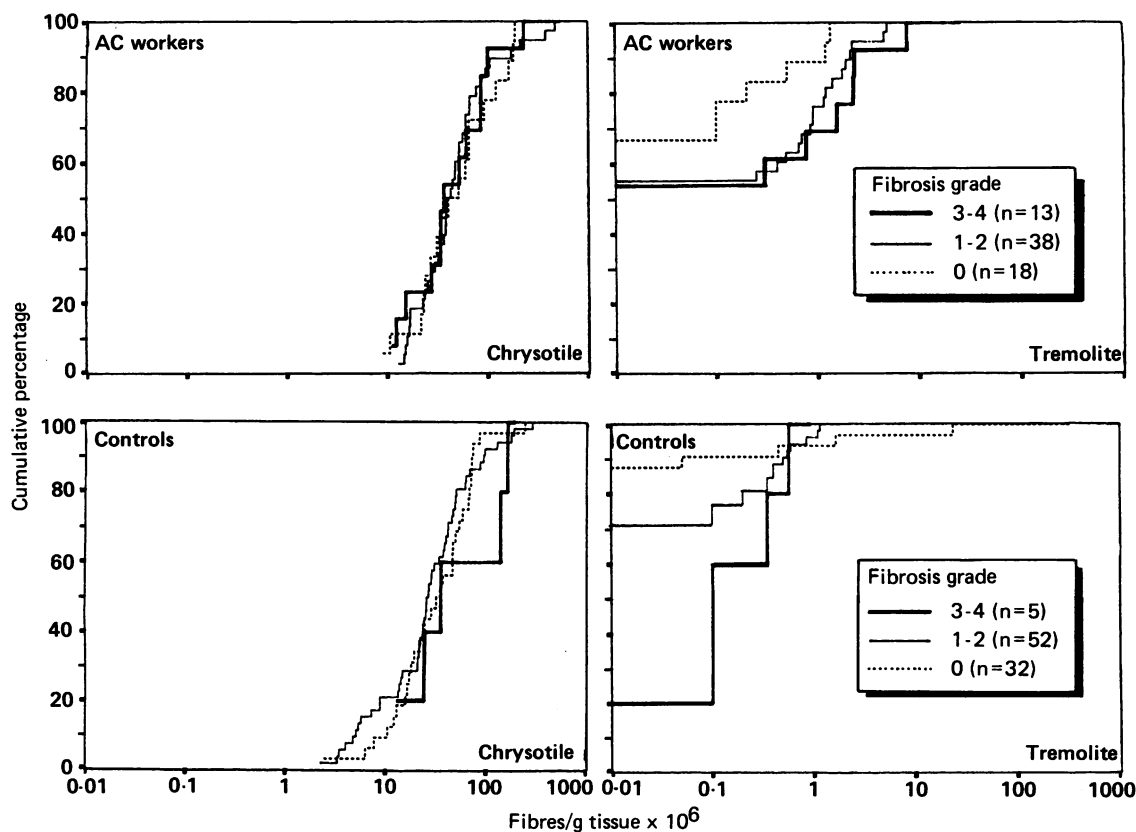 Cumulative percentage
100
80
60
40
20
0
AC workers
Chrysotile
AC workers
Fibrosis grade
3-4 (n=13)
1-2 (n=38)
0 (n=18)
Tremolite
100
80
60
40
20
0
Controls
Chrysotile
Controls
Fibrosis grade
3-4 (n=5)
1-2 (n=52)
0 (n=32)
Tremolite
0·01 0·1 1 10 100 1000 0·01 0·1 1 10 100 1000
Fibres/g tissue × 10⁶